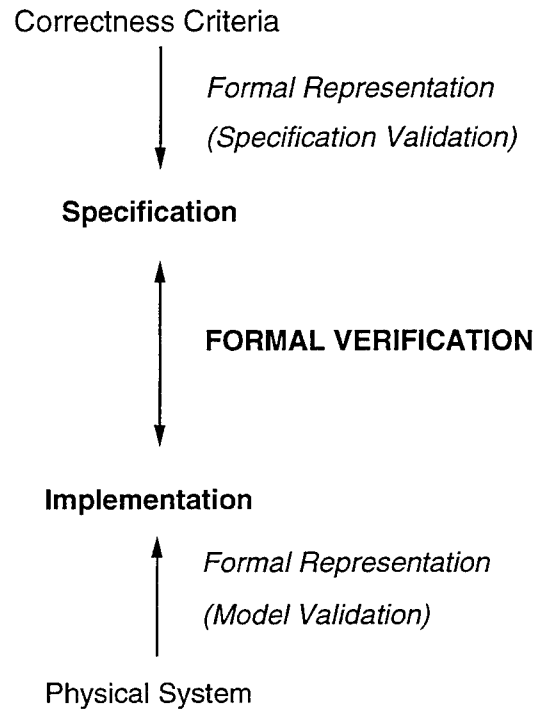 Correctness Criteria
Formal Representation
(Specification Validation)
Specification
FORMAL VERIFICATION
Implementation
Formal Representation
(Model Validation)
Physical System